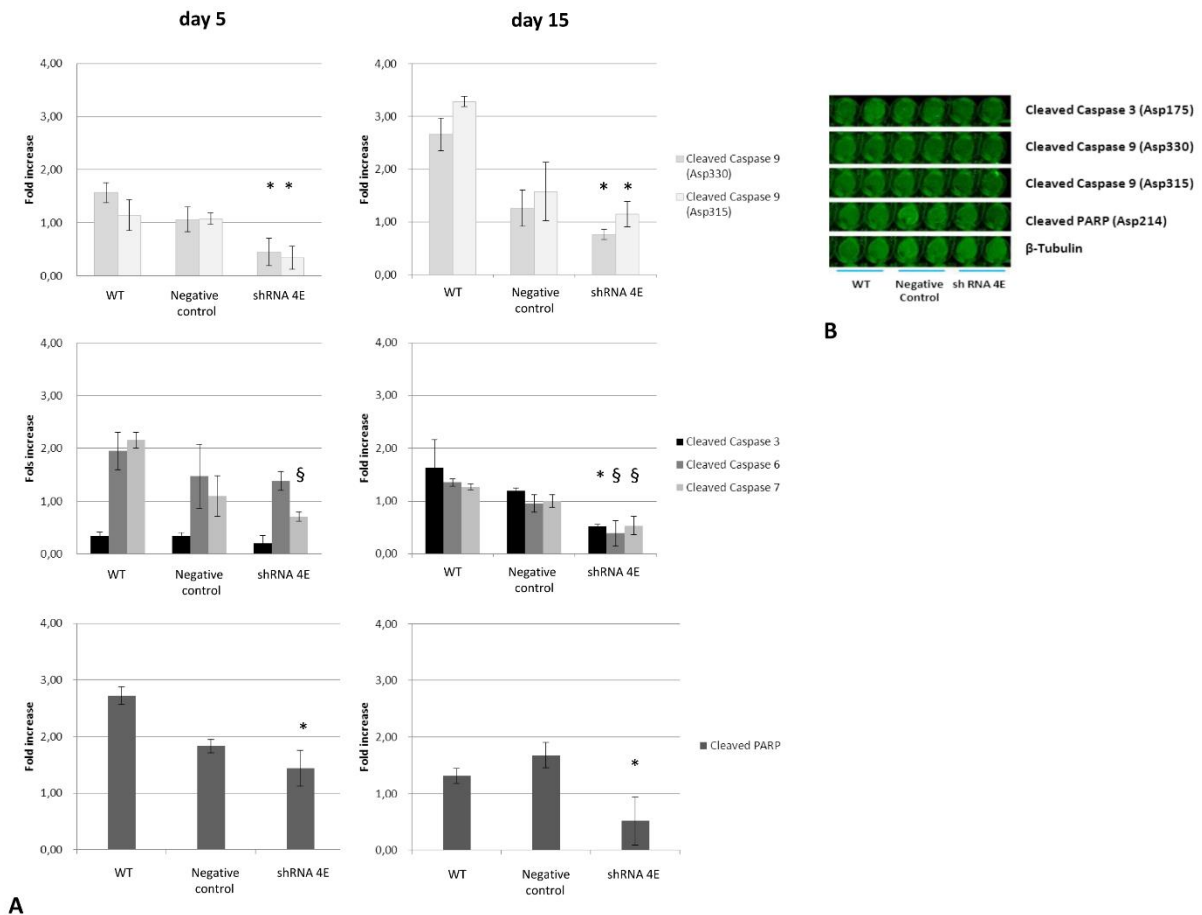 day 5
day 15
Fold increase
4,00
3,00
2,00
1,00
0,00
* *
WT
Negative
control
shRNA 4E
Fold increase
4,00
3,00
2,00
1,00
0,00
* *
WT
Negative
control
shRNA 4E
Cleaved Caspase 9
(Asp330)
Cleaved Caspase 9
(Asp315)
Cleaved Caspase 3 (Asp175)
Cleaved Caspase 9 (Asp330)
Cleaved Caspase 9 (Asp315)
Cleaved PARP (Asp214)
β-Tubulin
WT
Negative
Control
sh RNA 4E
B
Fols increase
4,00
3,00
2,00
1,00
0,00
§
WT
Negative
control
shRNA 4E
Fold increase
4,00
3,00
2,00
1,00
0,00
* § §
WT
Negative
control
shRNA 4E
Cleaved Caspase 3
Cleaved Caspase 6
Cleaved Caspase 7
Fold increase
4,00
3,00
2,00
1,00
0,00
*
WT
Negative
control
shRNA 4E
Fold increase
4,00
3,00
2,00
1,00
0,00
*
WT
Negative
control
shRNA 4E
Cleaved PARP
A